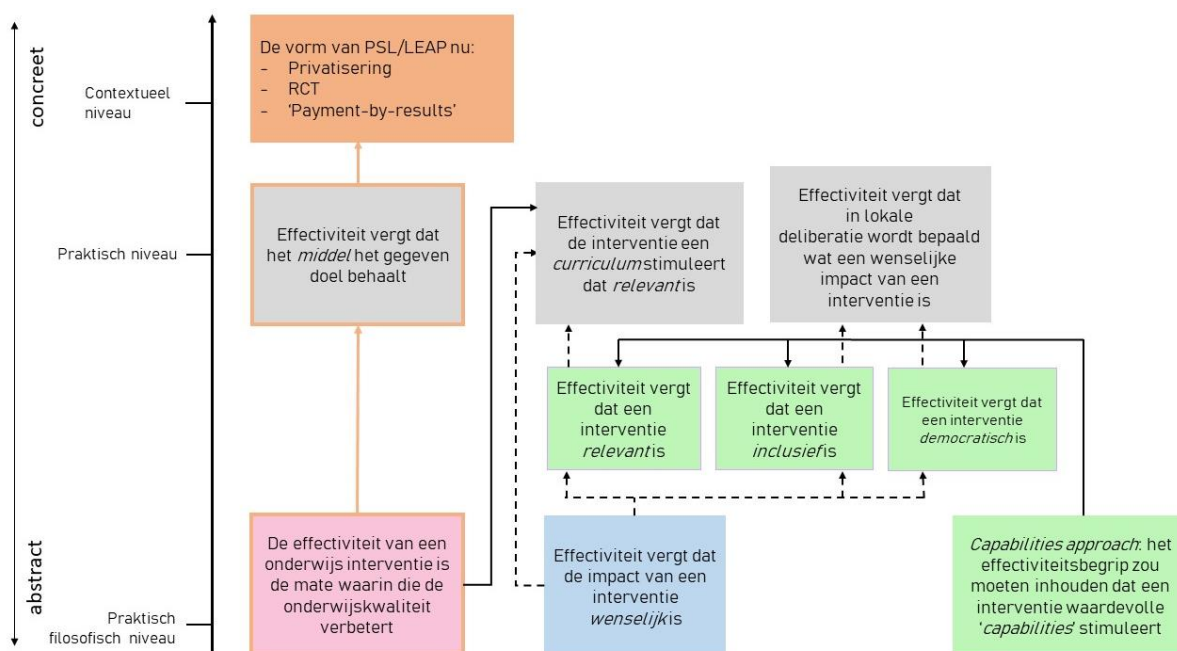 concreet
abstract
Contextueel
niveau
Praktisch niveau
Praktisch
filosofisch niveau
De vorm van PSL/LEAP nu:
- Privatisering
- RCT
- ‘Payment-by-results’
Effectiviteit vergt dat
het middel het gegeven
doel behaalt
Effectiviteit vergt dat
de interventie een
curriculum stimuleert
dat relevant is
Effectiviteit vergt dat
in lokale
deliberatie wordt bepaald
wat een wenselijke
impact van een
interventie is
Effectiviteit vergt
dat een
interventie
relevant is
Effectiviteit vergt
dat een
interventie
inclusief is
Effectiviteit vergt dat
een interventie
democratisch is
De effectiviteit van een
onderwijs interventie is
de mate waarin die de
onderwijskwaliteit
verbetert
Effectiviteit vergt dat
de impact van een
interventie
wenselijk is
Capabilities approach: het
effectiviteitsbegrip zou
moeten inhouden dat een
interventie waardevolle
‘capabilities’ stimuleert